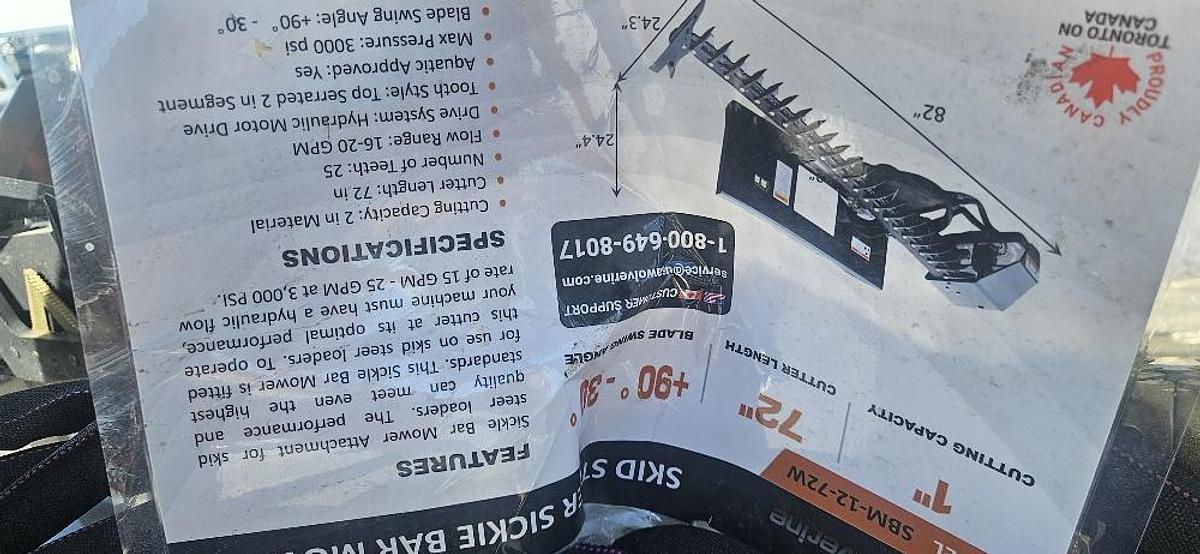 ER SICKIE BAR MO
SKID ST
erine
EL
SBM-12-72W
1"
CUTTING CAPACITY
72"
CUTTER LENGTH
+90° - 30°
BLADE SWING ANGLE
CUSTOMER SUPPORT
1-800-649-8017
82"
24.4"
24.3"
PROUDLY CANADIAN
TORONTO ON
CANADA
FEATURES
Sickle Bar Mower Attachment for skid
steer loaders. The performance and
quality can meet even the highest
standards. This Sickle Bar Mower is fitted
for use on skid steer loaders. To operate
this cutter at its optimal performance,
your machine must have a hydraulic flow
rate of 15 GPM - 25 GPM at 3,000 PSI.
SPECIFICATIONS
• Cutting Capacity: 2 in Material
• Cutter Length: 72 in
• Number of Teeth: 25
• Flow Range: 16-20 GPM
• Drive System: Hydraulic Motor Drive
• Tooth Style: Top Serrated 2 in Segment
• Aquatic Approved: Yes
• Max Pressure: 3000 psi
• Blade Swing Angle: +90° - 30°